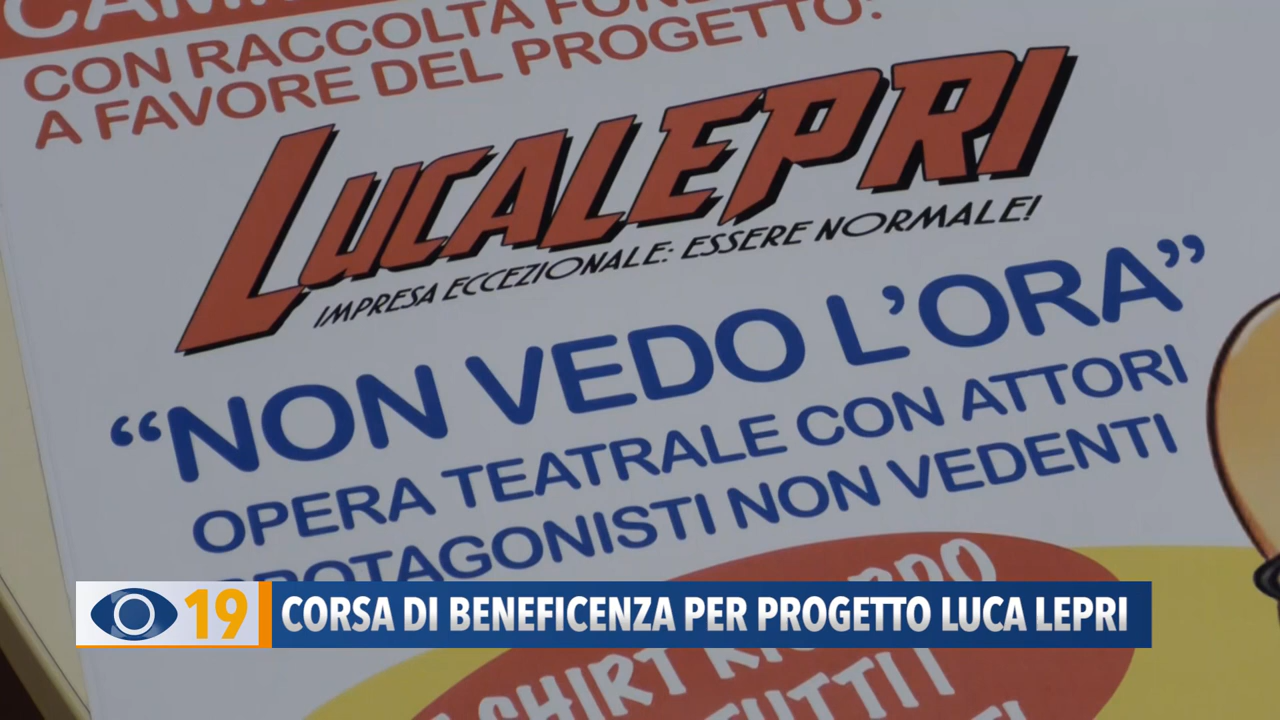 CON RACCOLTA
A FAVORE DEL PROGETTO:
LUCALEPRI
IMPRESA ECCEZIONALE: ESSERE NORMALE!
“NON VEDO L’ORA”
OPERA TEATRALE CON ATTORI
PROTAGONISTI NON VEDENTI
19 CORSA DI BENEFICENZA PER PROGETTO LUCA LEPRI
TUTTI I